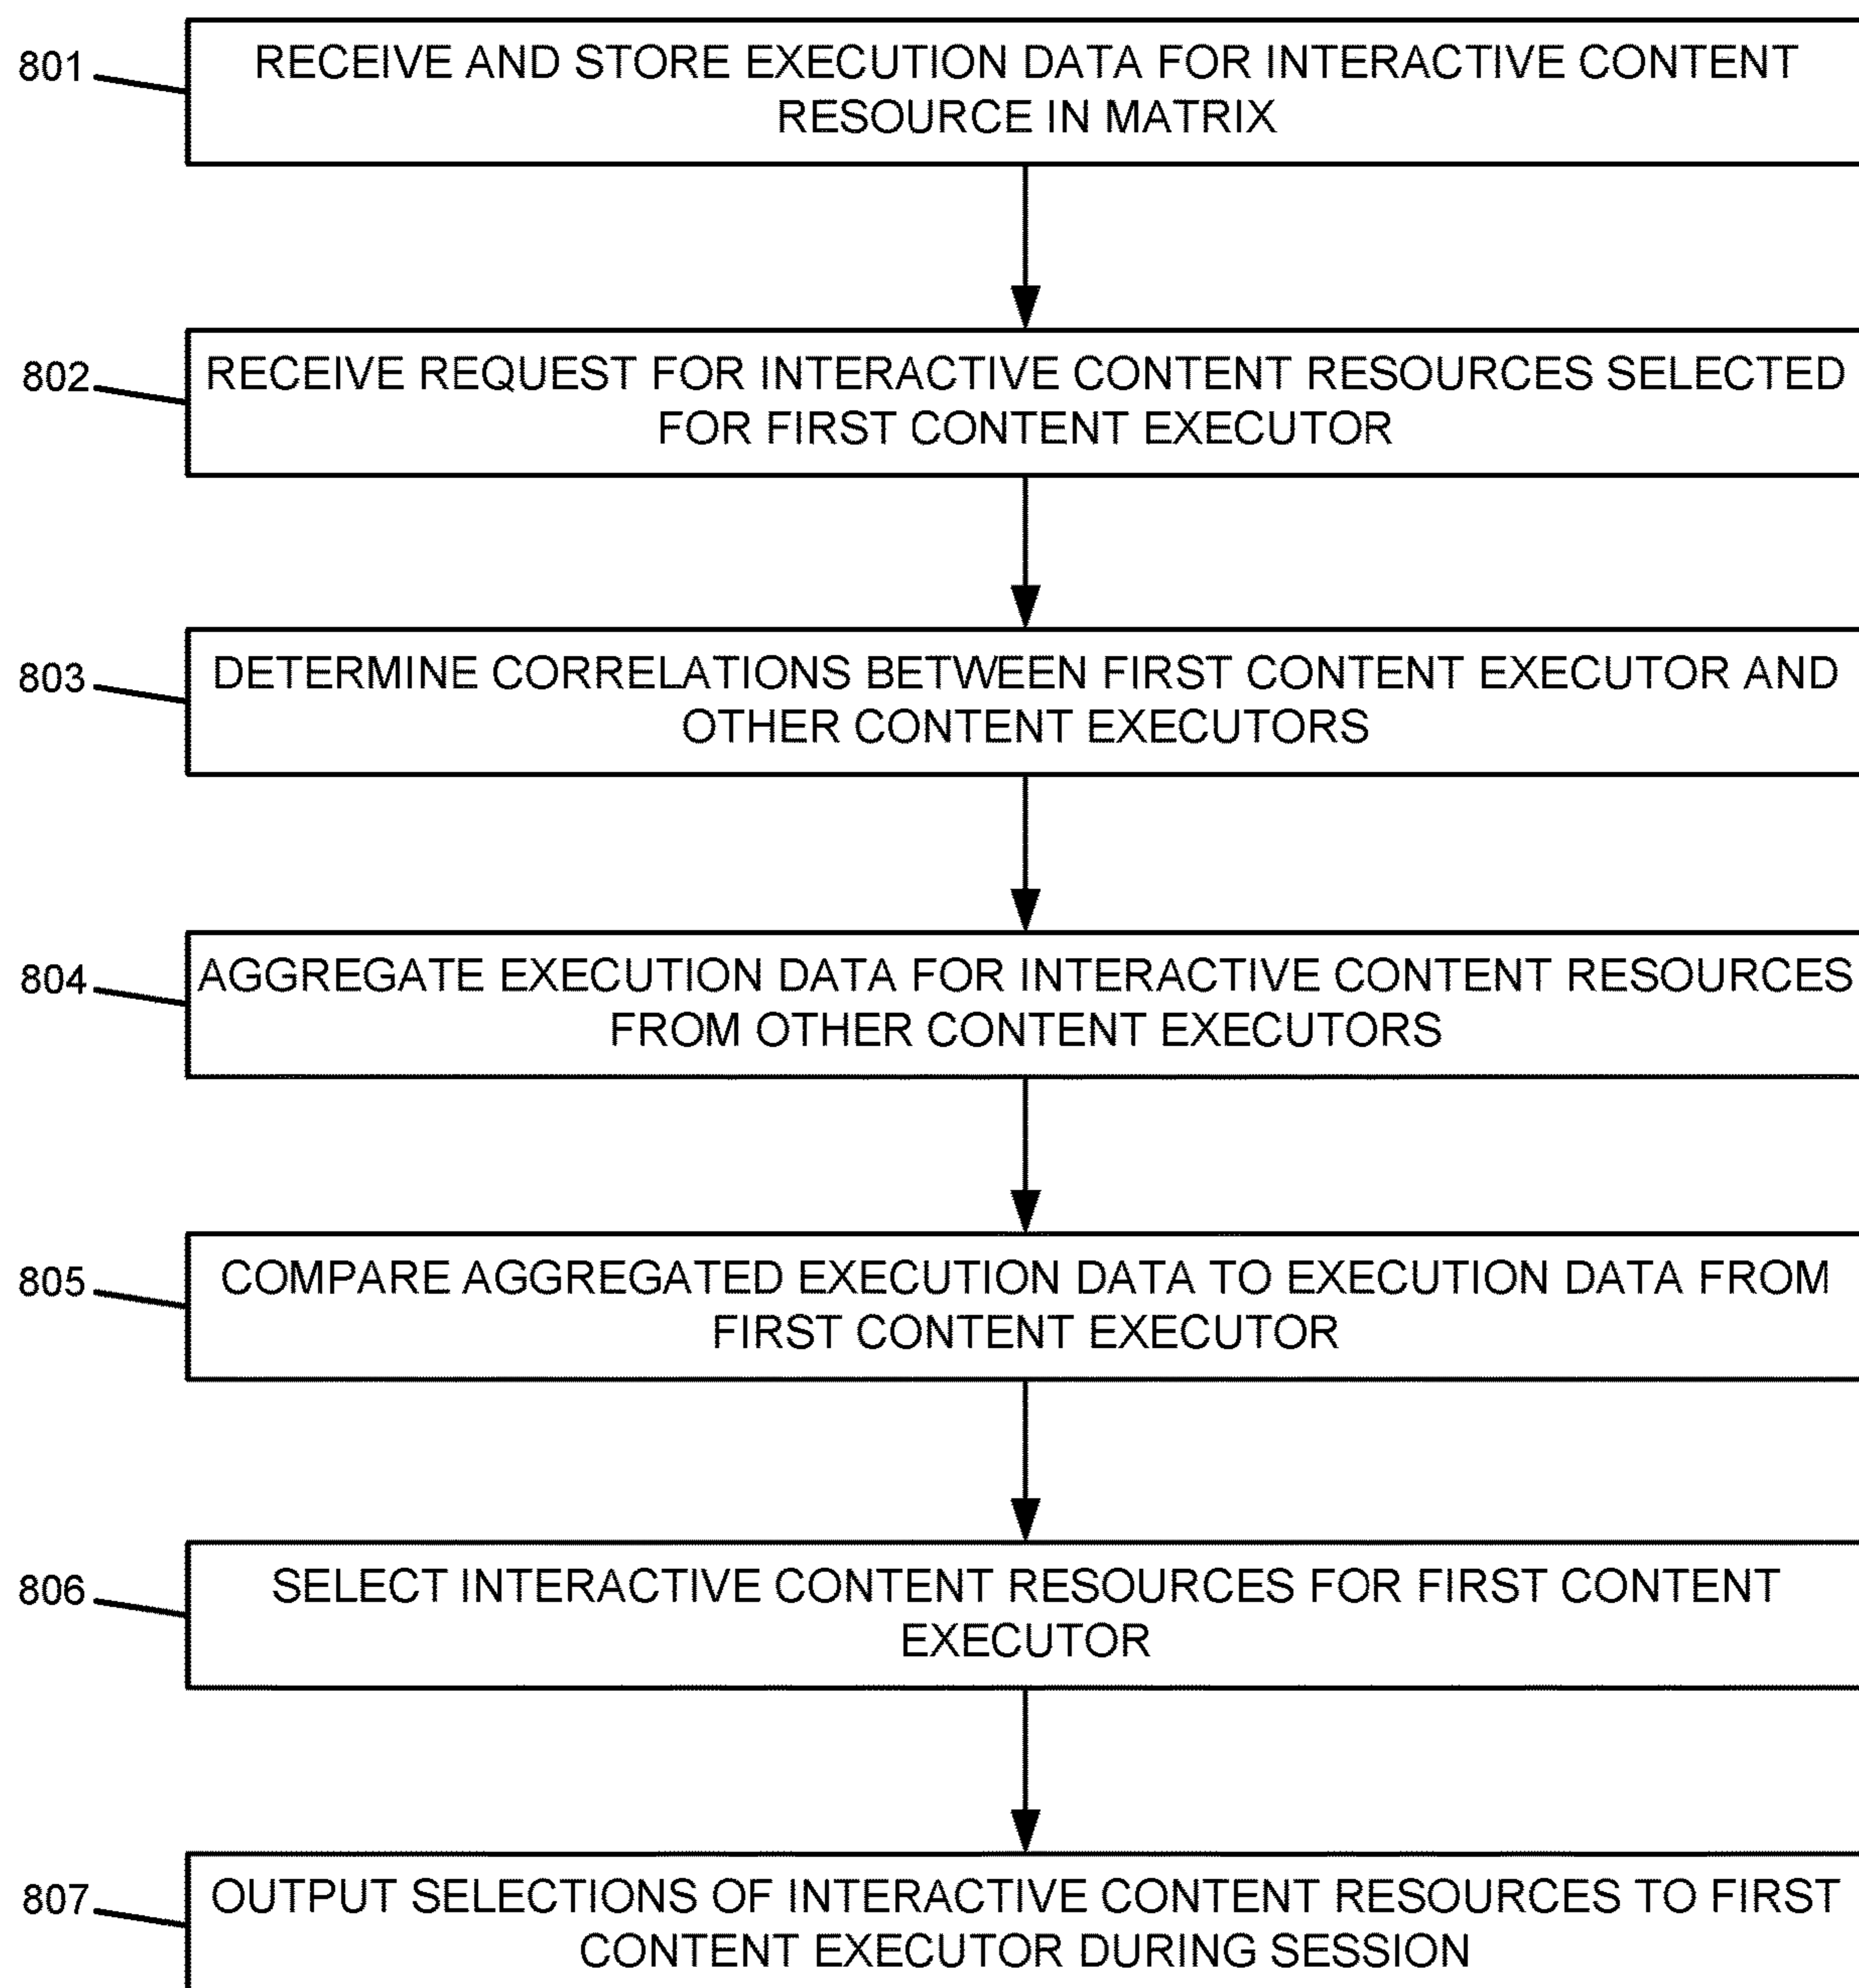 801
RECEIVE AND STORE EXECUTION DATA FOR INTERACTIVE CONTENT
RESOURCE IN MATRIX
802
RECEIVE REQUEST FOR INTERACTIVE CONTENT RESOURCES SELECTED
FOR FIRST CONTENT EXECUTOR
803
DETERMINE CORRELATIONS BETWEEN FIRST CONTENT EXECUTOR AND
OTHER CONTENT EXECUTORS
804
AGGREGATE EXECUTION DATA FOR INTERACTIVE CONTENT RESOURCES
FROM OTHER CONTENT EXECUTORS
805
COMPARE AGGREGATED EXECUTION DATA TO EXECUTION DATA FROM
FIRST CONTENT EXECUTOR
806
SELECT INTERACTIVE CONTENT RESOURCES FOR FIRST CONTENT
EXECUTOR
807
OUTPUT SELECTIONS OF INTERACTIVE CONTENT RESOURCES TO FIRST
CONTENT EXECUTOR DURING SESSION